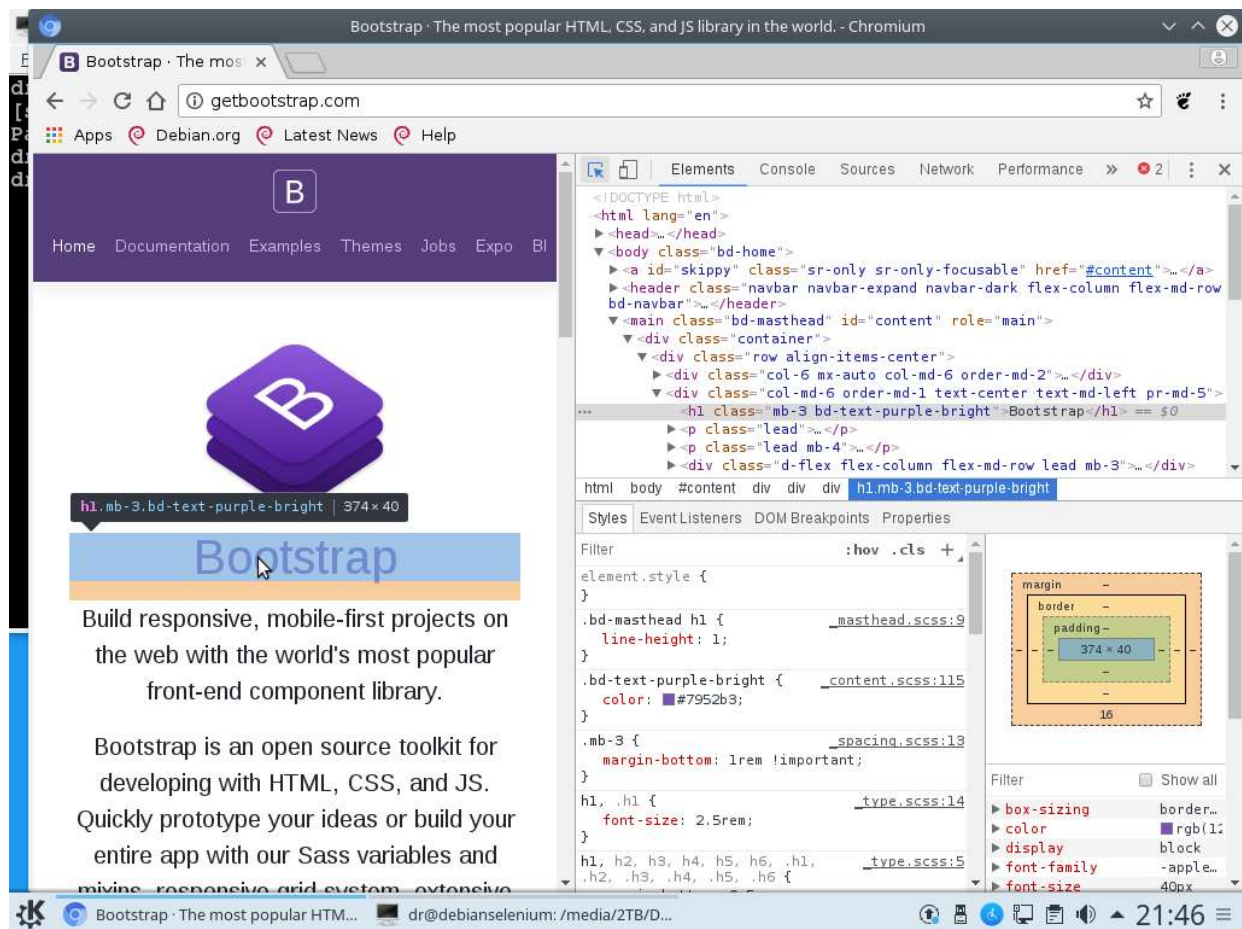 Bootstrap · The most popular HTML, CSS, and JS library in the world. - Chromium
B Bootstrap · The mos
getbootstrap.com
Apps Debian.org Latest News Help
B
Home Documentation Examples Themes Jobs Expo Bl
B
h1.mb-3.bd-text-purple-bright | 374 × 40
Bootstrap
Build responsive, mobile-first projects on
the web with the world's most popular
front-end component library.
Bootstrap is an open source toolkit for
developing with HTML, CSS, and JS.
Quickly prototype your ideas or build your
entire app with our Sass variables and
mixins, responsive grid system, extensive
Elements Console Sources Network Performance » 2
<!DOCTYPE html>
<html lang="en">
▶<head>…</head>
▼<body class="bd-home">
▶<a id="skippy" class="sr-only sr-only-focusable" href="#content">…</a>
▶<header class="navbar navbar-expand navbar-dark flex-column flex-md-row
bd-navbar">…</header>
▼<main class="bd-masthead" id="content" role="main">
▼<div class="container">
▼<div class="row align-items-center">
▶<div class="col-6 mx-auto col-md-6 order-md-2">…</div>
▼<div class="col-md-6 order-md-1 text-center text-md-left pr-md-5">
... <h1 class="mb-3 bd-text-purple-bright">Bootstrap</h1> == $0
▶<p class="lead">…</p>
▶<p class="lead mb-4">…</p>
▶<div class="d-flex flex-column flex-md-row lead mb-3">…</div>
html body #content div div div h1.mb-3.bd-text-purple-bright
Styles Event Listeners DOM Breakpoints Properties
Filter :hov .cls +
element.style {
}
.bd-masthead h1 { _masthead.scss:9
line-height: 1;
}
.bd-text-purple-bright { _content.scss:115
color: #7952b3;
}
.mb-3 { _spacing.scss:13
margin-bottom: 1rem !important;
}
h1, .h1 { _type.scss:14
font-size: 2.5rem;
}
h1, h2, h3, h4, h5, h6, .h1, _type.scss:5
.h2, .h3, .h4, .h5, .h6 {
margin –
border –
padding –
– – – 374 × 40 – – –
–
–
16
Filter Show all
▶ box-sizing border…
▶ color rgb(12
▶ display block
▶ font-family -apple…
▶ font-size 40px
Bootstrap · The most popular HTM... dr@debianselenium: /media/2TB/D... 21:46